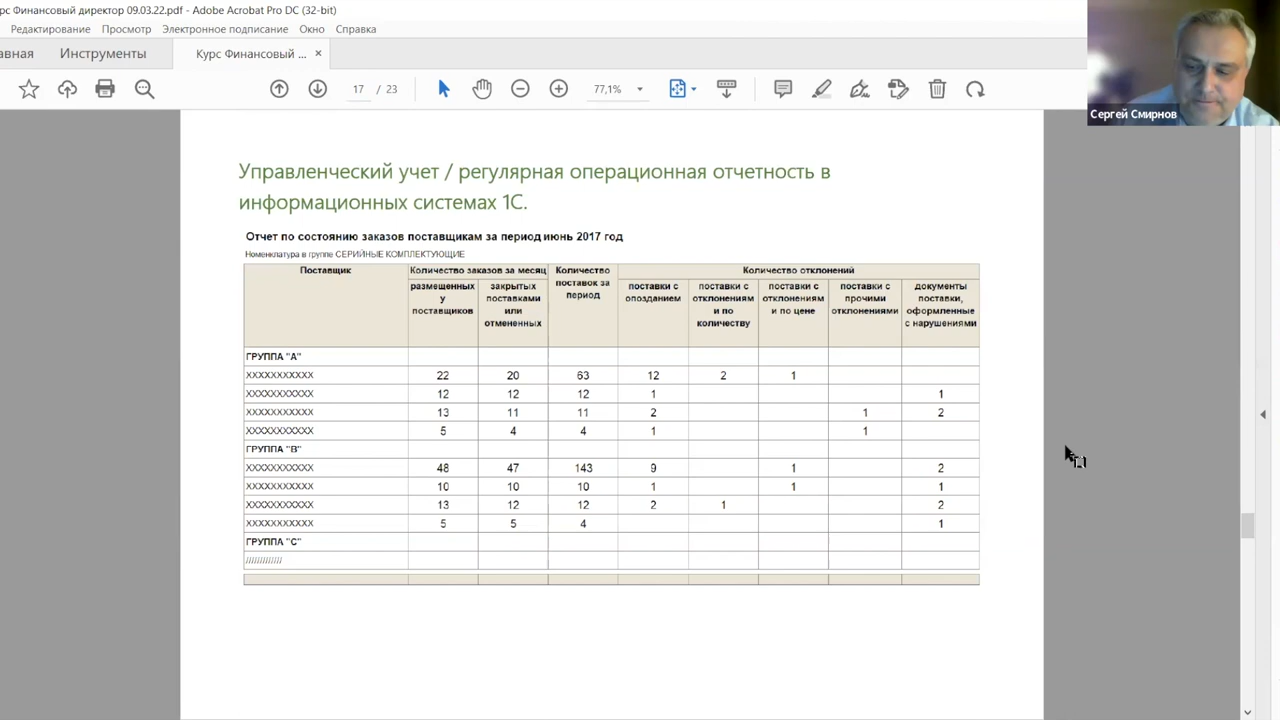 рс Финансовый директор 09.03.22.pdf - Adobe Acrobat Pro DC (32-bit)
Редактирование Просмотр Электронное подписание Окно Справка
авная Инструменты Курс Финансовый ... ×
17 / 23 77,1%
Сергей Смирнов
Управленческий учет / регулярная операционная отчетность в
информационных системах 1С.
Отчет по состоянию заказов поставщикам за период июнь 2017 год
Номенклатура в группе СЕРИЙНЫЕ КОМПЛЕКТУЮЩИЕ
Поставщик Количество заказов за месяц Количество поставок за период Количество отклонений
размещенных у поставщиков закрытых поставками или отмененных поставки с опозданием поставки с отклонениям и по количеству поставки с отклонениям и по цене поставки с прочими отклонениями документы поставки, оформленные с нарушениями
ГРУППА "А"
XXXXXXXXXXX 22 20 63 12 2 1
XXXXXXXXXXX 12 12 12 1 1
XXXXXXXXXXX 13 11 11 2 1 2
XXXXXXXXXXX 5 4 4 1 1
ГРУППА "В"
XXXXXXXXXXX 48 47 143 9 1 2
XXXXXXXXXXX 10 10 10 1 1 1
XXXXXXXXXXX 13 12 12 2 1 2
XXXXXXXXXXX 5 5 4 1
ГРУППА "С"
/////////////